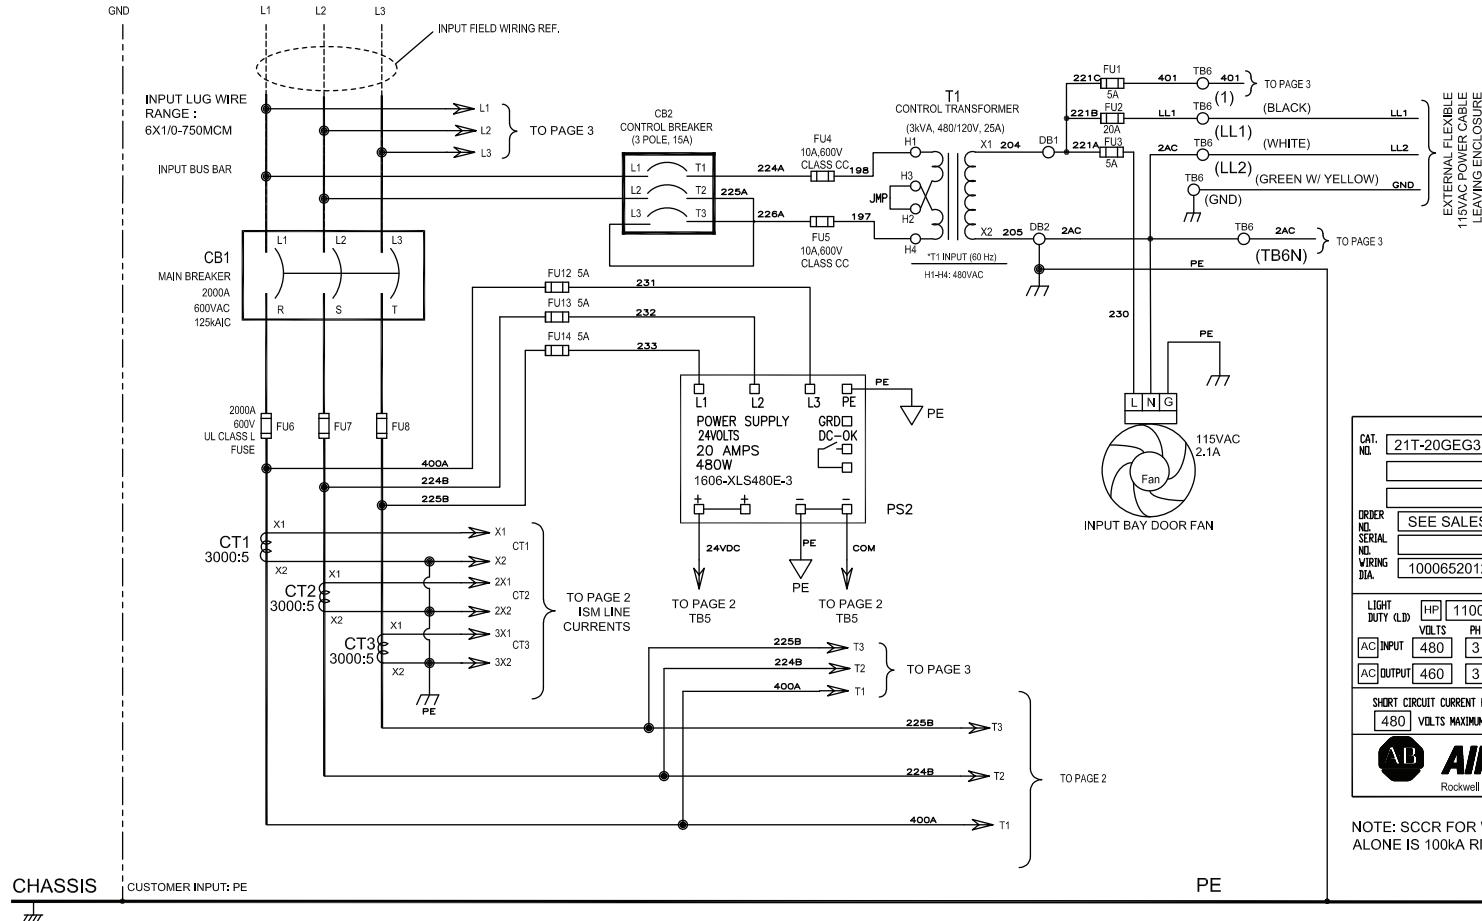 GND
L1
L2
L3
INPUT FIELD WIRING REF.
INPUT LUG WIRE
RANGE :
6X1/0-750MCM
L1
L2
L3
TO PAGE 3
INPUT BUS BAR
CB2
CONTROL BREAKER
(3 POLE, 15A)
L1
T1
L2
T2
L3
T3
224A
225A
226A
FU4
10A,600V
CLASS CC
198
197
FU5
10A,600V
CLASS CC
T1
CONTROL TRANSFORMER
(3kVA, 480/120V, 25A)
H1
H3
JMP
H2
H4
X1
204
X2
205
*T1 INPUT (60 Hz)
H1-H4: 480VAC
DB1
DB2
2AC
221C
FU1
5A
401
TB6
401
(1)
TO PAGE 3
221B
FU2
20A
LL1
TB6
(LL1)
(BLACK)
LL1
221A
FU3
5A
2AC
TB6
(LL2)
(WHITE)
LL2
TB6
(GND)
(GREEN W/ YELLOW)
GND
EXTERNAL FLEXIBLE
115VAC POWER CABLE
LEAVING ENCLOSURE
TB6
2AC
(TB6N)
TO PAGE 3
PE
CB1
MAIN BREAKER
2000A
600VAC
125kAIC
L1
L2
L3
R
S
T
FU12 5A
231
FU13 5A
232
FU14 5A
233
230
PE
L N G
Fan
115VAC
2.1A
INPUT BAY DOOR FAN
2000A
600V
UL CLASS L
FUSE
FU6
FU7
FU8
400A
224B
225B
L1
L2
L3
PE
PE
PE
POWER SUPPLY
24VOLTS
20 AMPS
480W
1606-XLS480E-3
GRD
DC-OK
+
+
–
–
PS2
24VDC
PE
COM
PE
TO PAGE 2
TB5
TO PAGE 2
TB5
CT1
3000:5
X1
X2
CT2
3000:5
X1
X2
CT3
3000:5
X1
X2
X1
CT1
X2
2X1
CT2
2X2
3X1
CT3
3X2
PE
TO PAGE 2
ISM LINE
CURRENTS
225B
T3
224B
T2
400A
T1
TO PAGE 3
225B
T3
224B
T2
400A
T1
TO PAGE 2
CAT.
NO.
21T-20GEG3
ORDER
NO.
SEE SALES
SERIAL
NO.
WIRING
DIA.
LIGHT
DUTY (LD)
HP
1100
VOLTS
PH
AC INPUT
480
3
AC OUTPUT
460
3
SHORT CIRCUIT CURRENT
480
VOLTS MAXIMUM
AB
Rockwell
NOTE: SCCR FOR
ALONE IS 100kA
CHASSIS
CUSTOMER INPUT: PE
PE